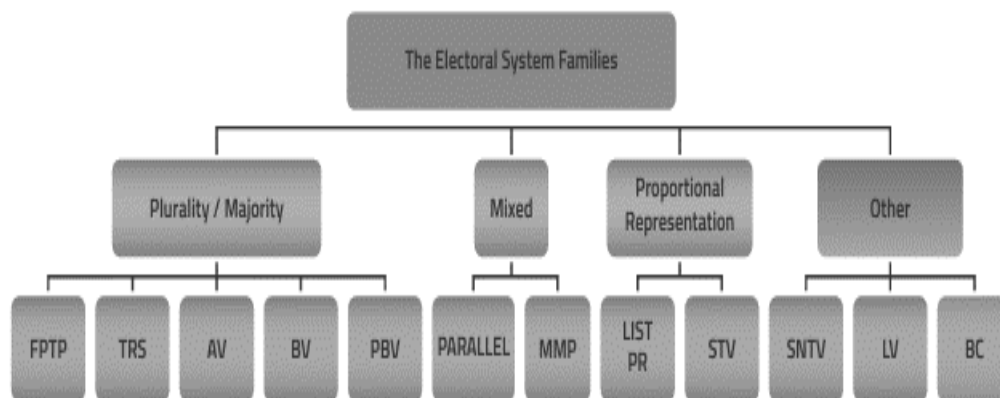 The Electoral System Families
Plurality / Majority
Mixed
Proportional
Representation
Other
FPTP
TRS
AV
BV
PBV
PARALLEL
MMP
LIST
PR
STV
SNTV
LV
BC